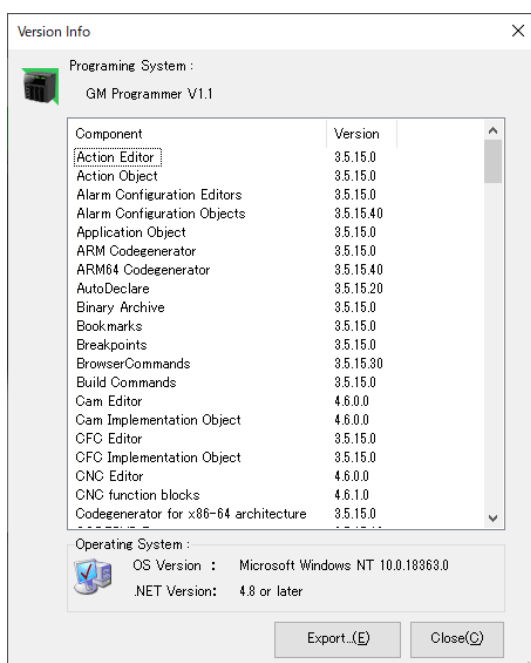 Version Info
Programing System :
GM Programmer V1.1
Component Version
Action Editor 3.5.15.0
Action Object 3.5.15.0
Alarm Configuration Editors 3.5.15.0
Alarm Configuration Objects 3.5.15.40
Application Object 3.5.15.0
ARM Codegenerator 3.5.15.0
ARM64 Codegenerator 3.5.15.40
AutoDeclare 3.5.15.20
Binary Archive 3.5.15.0
Bookmarks 3.5.15.0
Breakpoints 3.5.15.0
BrowserCommands 3.5.15.30
Build Commands 3.5.15.0
Cam Editor 4.6.0.0
Cam Implementation Object 4.6.0.0
CFC Editor 3.5.15.0
CFC Implementation Object 3.5.15.0
CNC Editor 4.6.0.0
CNC function blocks 4.6.1.0
Codegenerator for x86-64 architecture 3.5.15.0
Operating System :
OS Version : Microsoft Windows NT 10.0.18363.0
.NET Version: 4.8 or later
Export...(E) Close(C)